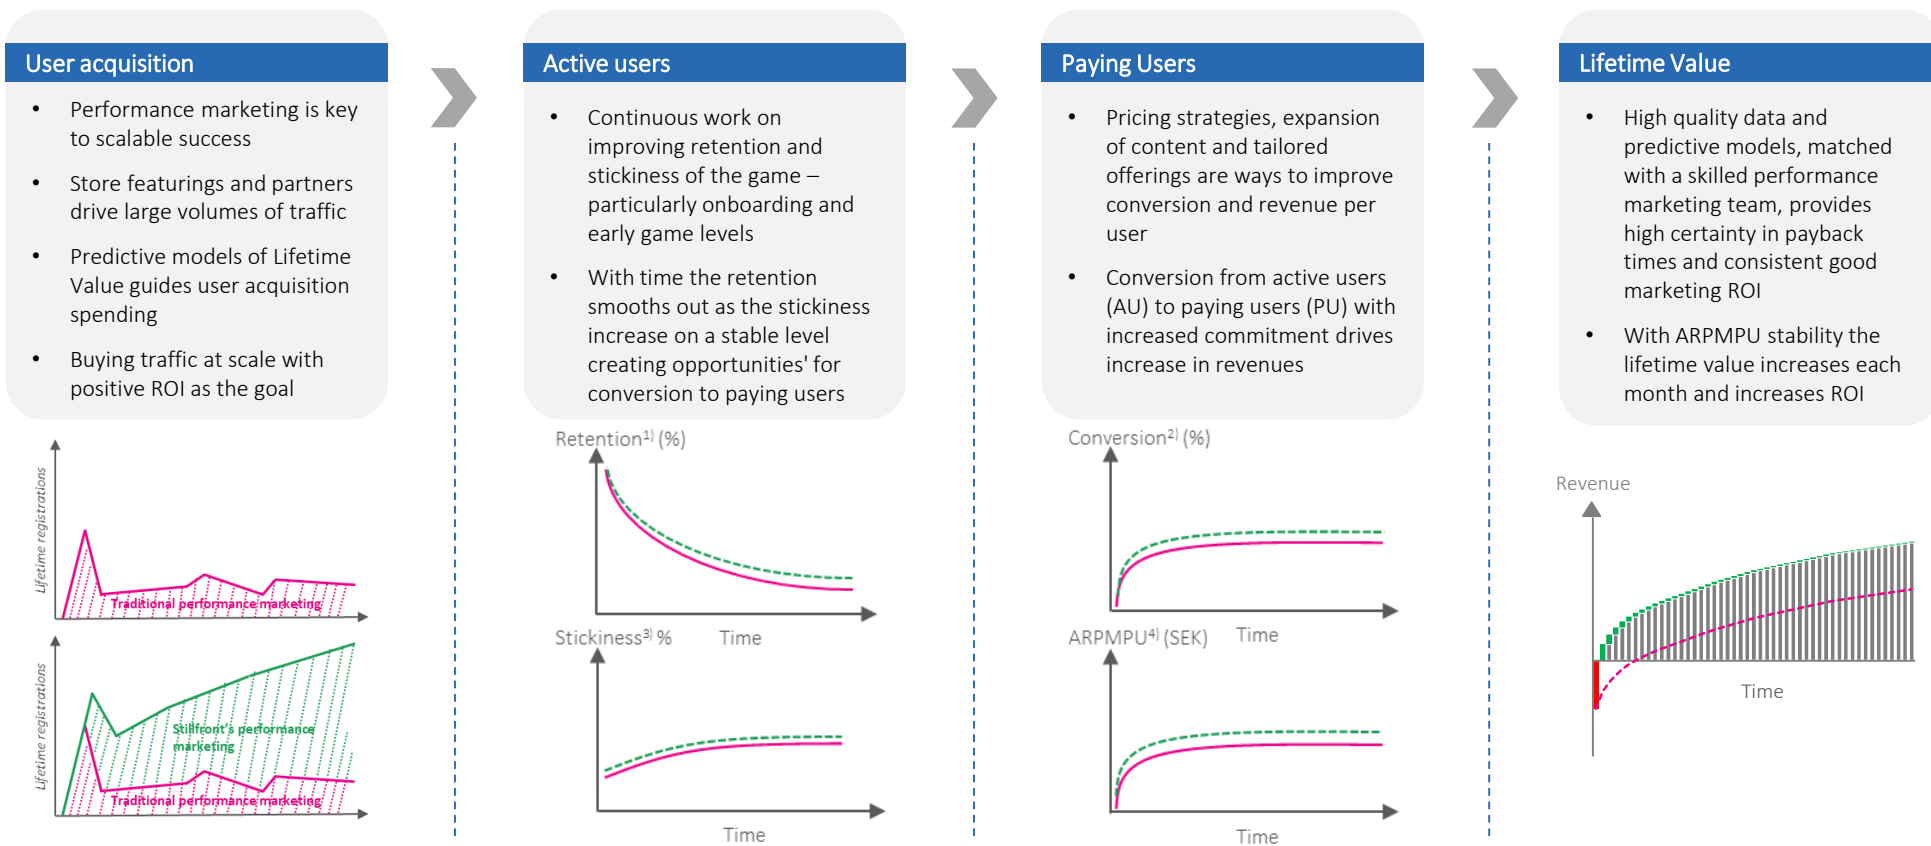 User acquisition
• Performance marketing is key
to scalable success
• Store featurings and partners
drive large volumes of traffic
• Predictive models of Lifetime
Value guides user acquisition
spending
• Buying traffic at scale with
positive ROI as the goal
Lifetime registrations
Traditional performance marketing
Lifetime registrations
Stillfront's performance
marketing
Traditional performance marketing
Active users
• Continuous work on
improving retention and
stickiness of the game –
particularly onboarding and
early game levels
• With time the retention
smooths out as the stickiness
increase on a stable level
creating opportunities' for
conversion to paying users
Retention¹⁾ (%)
Time
Stickiness³⁾ %
Time
Paying Users
• Pricing strategies, expansion
of content and tailored
offerings are ways to improve
conversion and revenue per
user
• Conversion from active users
(AU) to paying users (PU) with
increased commitment drives
increase in revenues
Conversion²⁾ (%)
Time
ARPMPU⁴⁾ (SEK)
Time
Lifetime Value
• High quality data and
predictive models, matched
with a skilled performance
marketing team, provides
high certainty in payback
times and consistent good
marketing ROI
• With ARPMPU stability the
lifetime value increases each
month and increases ROI
Revenue
Time